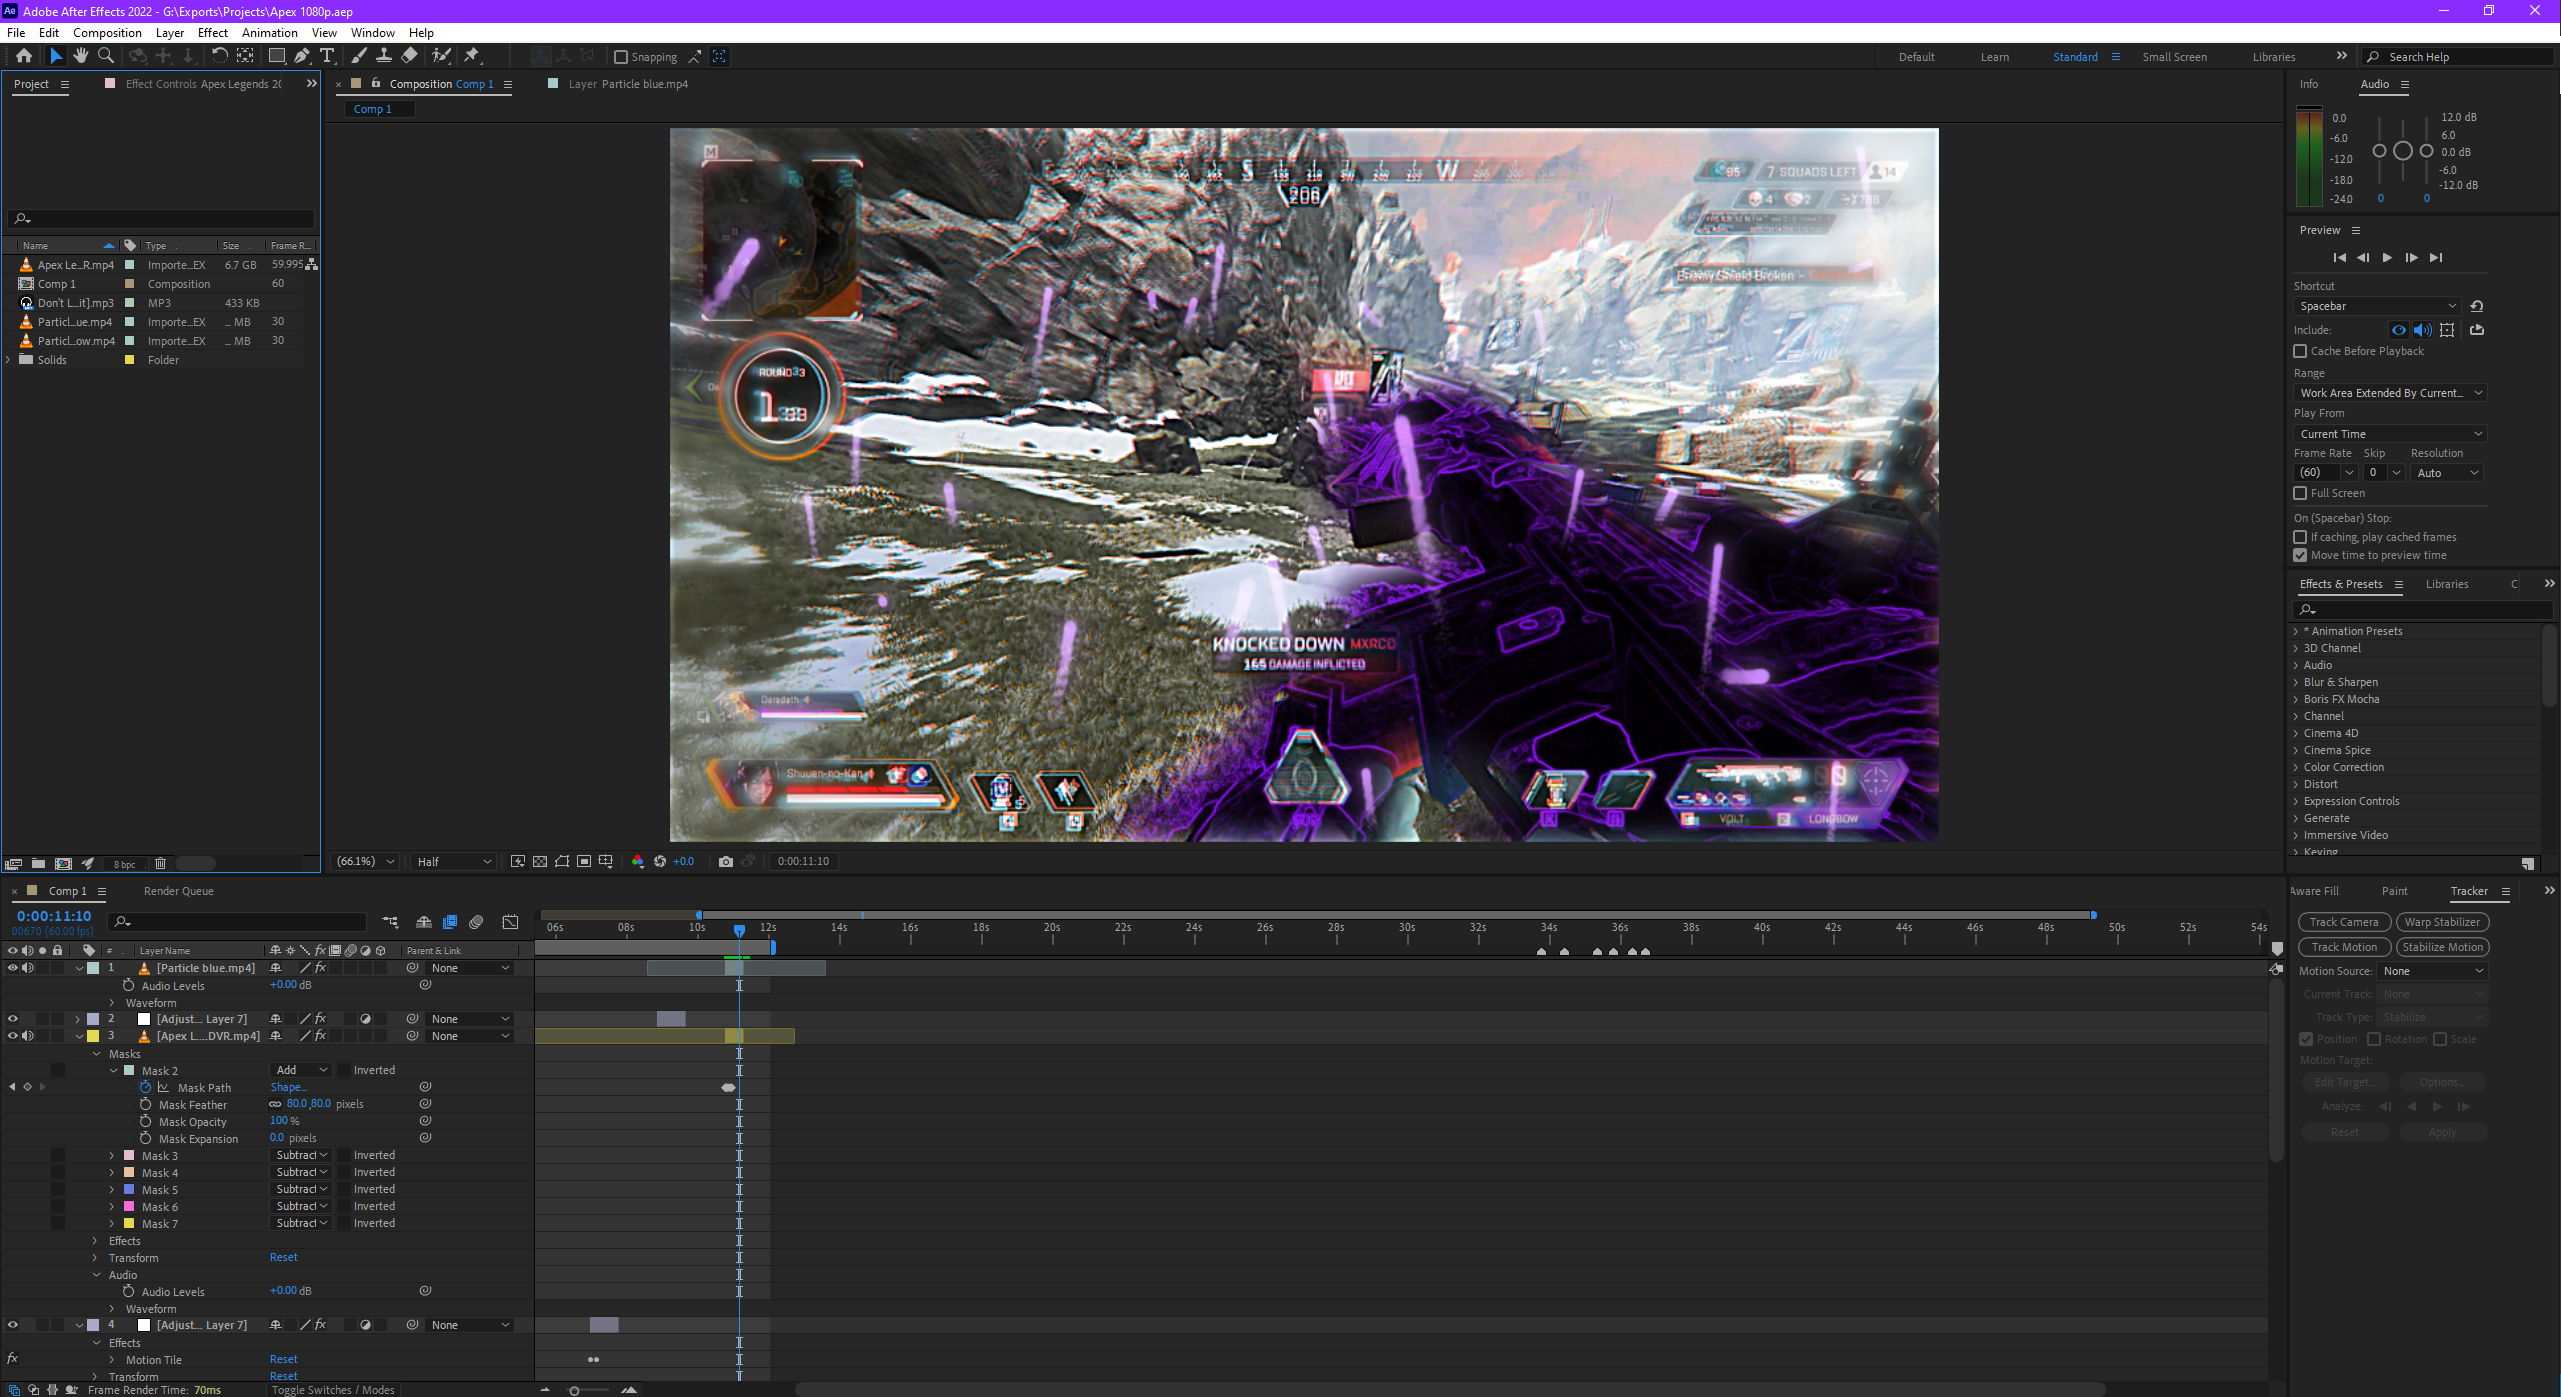 Adobe After Effects 2022 - G:\Exports\Projects\Apex 1080p.aep
File Edit Composition Layer Effect Animation View Window Help
Snapping
Default Learn Standard Small Screen Libraries Search Help
Project Effect Controls Apex Legends 20
Composition Comp 1 Layer Particle blue.mp4
Comp 1
Name Type Size Frame R...
Apex Le...R.mp4 Importe...EX 6.7 GB 59.995
Comp 1 Composition 60
Don't L...it].mp3 MP3 433 KB
Particl...ue.mp4 Importe...EX ... MB 30
Particl...ow.mp4 Importe...EX ... MB 30
Solids Folder
8 bpc
M
S W
206
95 7 SQUADS LEFT 14
4 2
Enemy Shield Broken -
ROUND 3
APEX
KNOCKED DOWN MXRCO
165 DAMAGE INFLICTED
Daradath
Shuuen-no-Ken
VOLT 2 LONGBOW
(66.1%) Half +0.0 0:00:11:10
Info Audio
0.0
-6.0
-12.0
-18.0
-24.0
12.0 dB
6.0
0.0 dB
-6.0
-12.0 dB
0 0
Preview
Shortcut
Spacebar
Include:
Cache Before Playback
Range
Work Area Extended By Current...
Play From
Current Time
Frame Rate Skip Resolution
(60) 0 Auto
Full Screen
On (Spacebar) Stop:
If caching, play cached frames
Move time to preview time
Effects & Presets Libraries C
* Animation Presets
3D Channel
Audio
Blur & Sharpen
Boris FX Mocha
Channel
Cinema 4D
Cinema Spice
Color Correction
Distort
Expression Controls
Generate
Immersive Video
Keying
Comp 1 Render Queue
0:00:11:10
00670 (60.00 fps)
06s 08s 10s 12s 14s 16s 18s 20s 22s 24s 26s 28s 30s 32s 34s 36s 38s 40s 42s 44s 46s 48s 50s 52s 54s
# Layer Name Parent & Link
1 [Particle blue.mp4] None
Audio Levels +0.00 dB
Waveform
2 [Adjust... Layer 7] None
3 [Apex L....DVR.mp4] None
Masks
Mask 2 Add Inverted
Mask Path Shape...
Mask Feather 80.0,80.0 pixels
Mask Opacity 100 %
Mask Expansion 0.0 pixels
Mask 3 Subtract Inverted
Mask 4 Subtract Inverted
Mask 5 Subtract Inverted
Mask 6 Subtract Inverted
Mask 7 Subtract Inverted
Effects
Transform Reset
Audio
Audio Levels +0.00 dB
Waveform
4 [Adjust... Layer 7] None
Effects
fx Motion Tile Reset
Transform Reset
Frame Render Time: 70ms Toggle Switches / Modes
Aware Fill Paint Tracker
Track Camera Warp Stabilizer
Track Motion Stabilize Motion
Motion Source: None
Current Track: None
Track Type: Stabilize
Position Rotation Scale
Motion Target:
Edit Target... Options...
Analyze:
Reset Apply